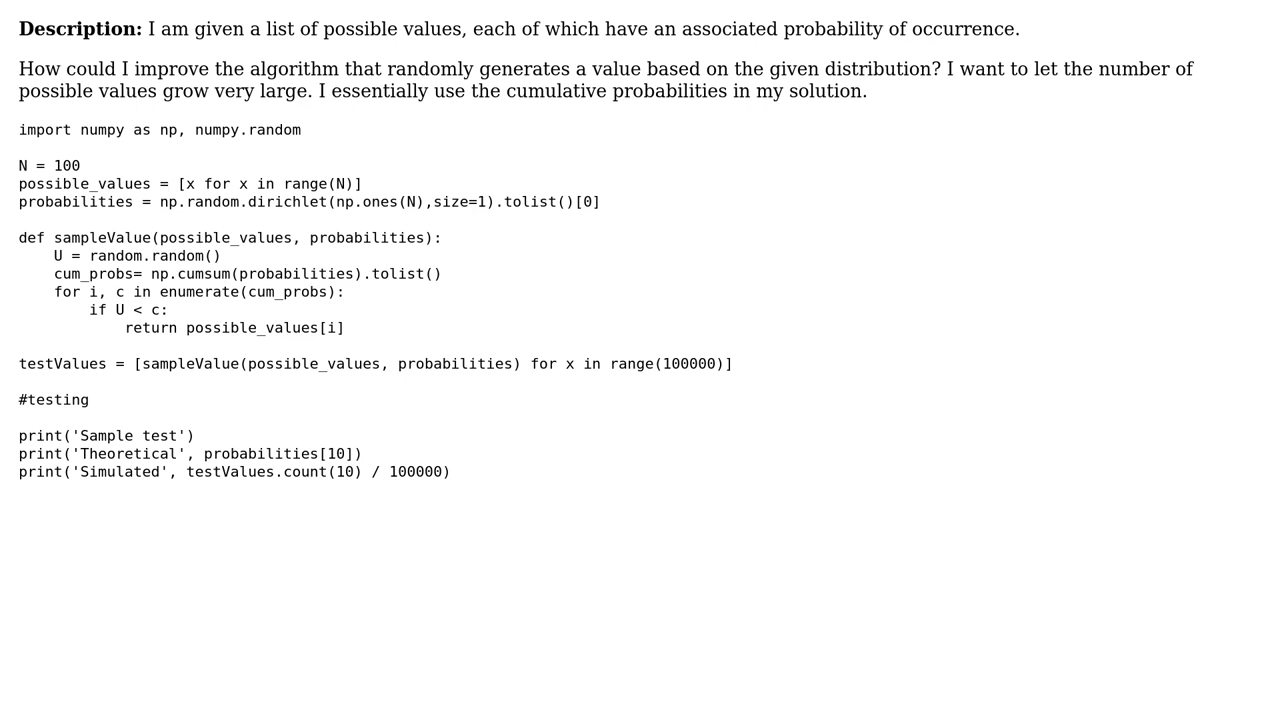 Description: I am given a list of possible values, each of which have an associated probability of occurrence.
How could I improve the algorithm that randomly generates a value based on the given distribution? I want to let the number of
possible values grow very large. I essentially use the cumulative probabilities in my solution.
import numpy as np, numpy.random
N = 100
possible_values = [x for x in range(N)]
probabilities = np.random.dirichlet(np.ones(N),size=1).tolist()[0]
def sampleValue(possible_values, probabilities):
    U = random.random()
    cum_probs= np.cumsum(probabilities).tolist()
    for i, c in enumerate(cum_probs):
        if U < c:
            return possible_values[i]
testValues = [sampleValue(possible_values, probabilities) for x in range(100000)]
#testing
print('Sample test')
print('Theoretical', probabilities[10])
print('Simulated', testValues.count(10) / 100000)